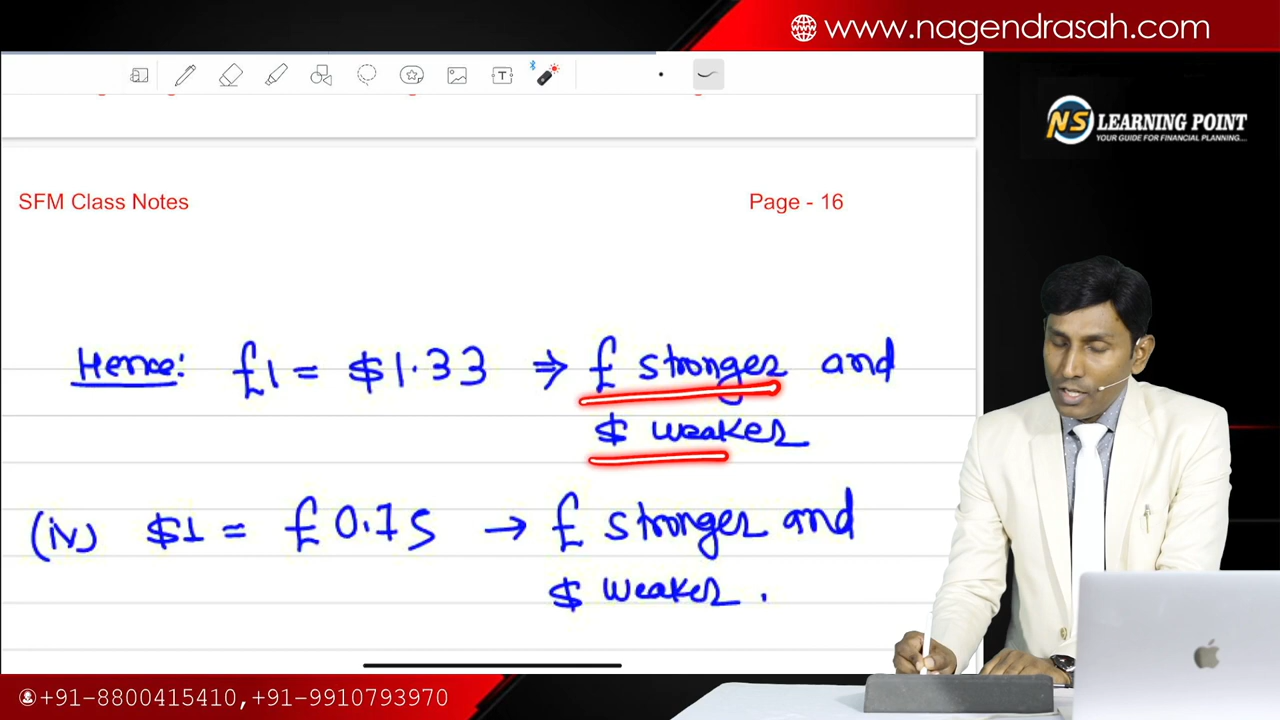 www.nagendrasah.com
NS LEARNING POINT
YOUR GUIDE FOR FINANCIAL PLANNING....
SFM Class Notes
Page - 16
Hence: £1 = $1.33 ⇒ £ stronger and
$ weaker
(iv) $1 = £0.75 → £ stronger and
$ weaker.
+91-8800415410,+91-9910793970